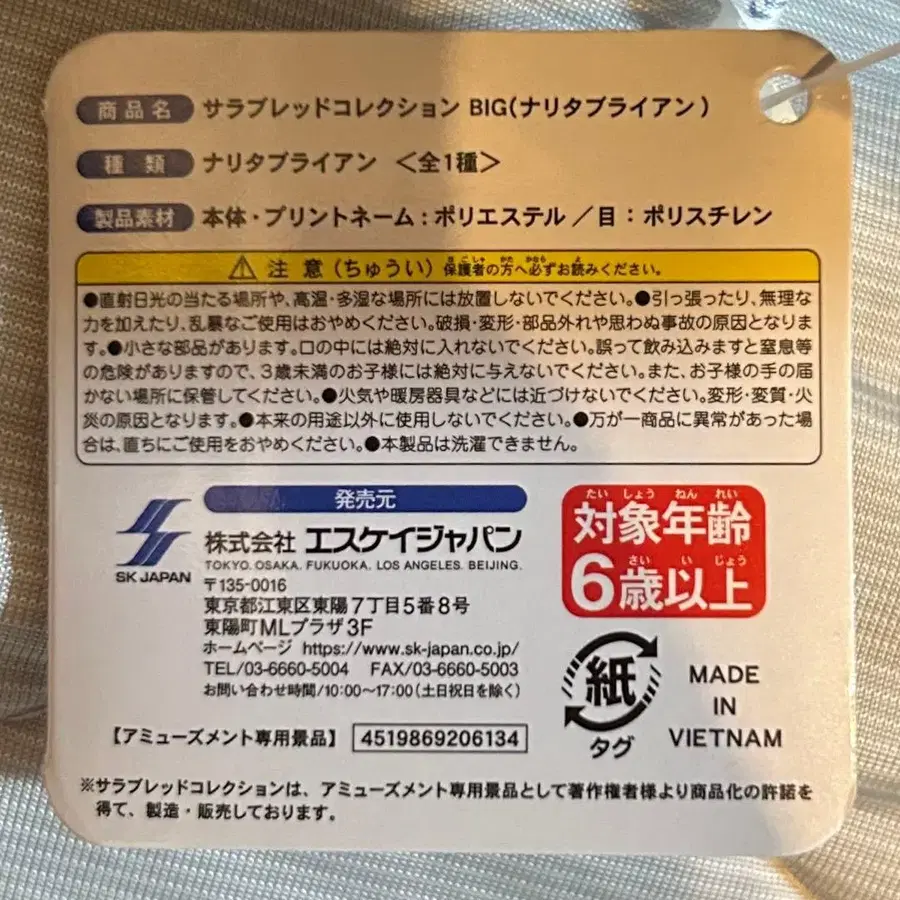 商品名 サラブレッドコレクション BIG(ナリタブライアン)
種類 ナリタブライアン <全1種>
製品素材 本体・プリントネーム:ポリエステル/目:ポリスチレン
⚠ 注意(ちゅうい) 保護者の方へ必ずお読みください。
ほごしゃ かた かなら よ
●直射日光の当たる場所や、高温・多湿な場所には放置しないでください。●引っ張ったり、無理な
力を加えたり、乱暴なご使用はおやめください。破損・変形・部品外れや思わぬ事故の原因となりま
す。●小さな部品があります。口の中には絶対に入れないでください。誤って飲み込みますと窒息等
の危険がありますので、3歳未満のお子様には絶対に与えないでください。また、お子様の手の届
かない場所に保管してください。●火気や暖房器具などには近づけないでください。変形・変質・火
災の原因となります。●本来の用途以外に使用しないでください。●万が一商品に異常があった場
合は、直ちにご使用をおやめください。●本製品は洗濯できません。
SK JAPAN
発売元
株式会社 エスケイジャパン
TOKYO. OSAKA. FUKUOKA. LOS ANGELES. BEIJING.
〒135-0016
東京都江東区東陽7丁目5番8号
東陽町MLプラザ3F
ホームページ https://www.sk-japan.co.jp/
TEL/03-6660-5004 FAX/03-6660-5003
お問い合わせ時間/10:00〜17:00(土日祝日を除く)
たいしょうねんれい
対象年齢
さい いじょう
6歳以上
紙
タグ
MADE
IN
VIETNAM
【アミューズメント専用景品】 4519869206134
※サラブレッドコレクションは、アミューズメント専用景品として著作権者様より商品化の許諾を
得て、製造・販売しております。